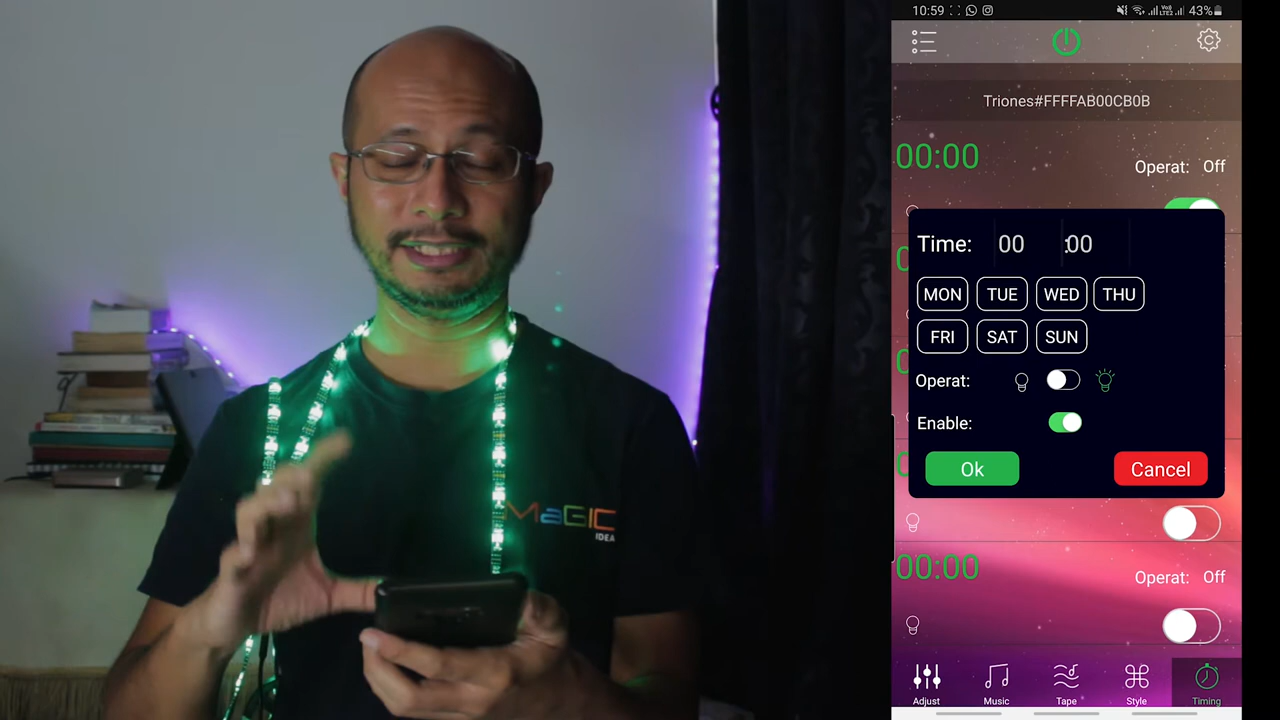 MaGIC
IDEA
10:59
43%
Triones#FFFFAB00CB0B
00:00
Operat: Off
Time: 00 :00
MON TUE WED THU
FRI SAT SUN
Operat:
Enable:
Ok Cancel
00:00
Operat: Off
Adjust Music Tape Style Timing